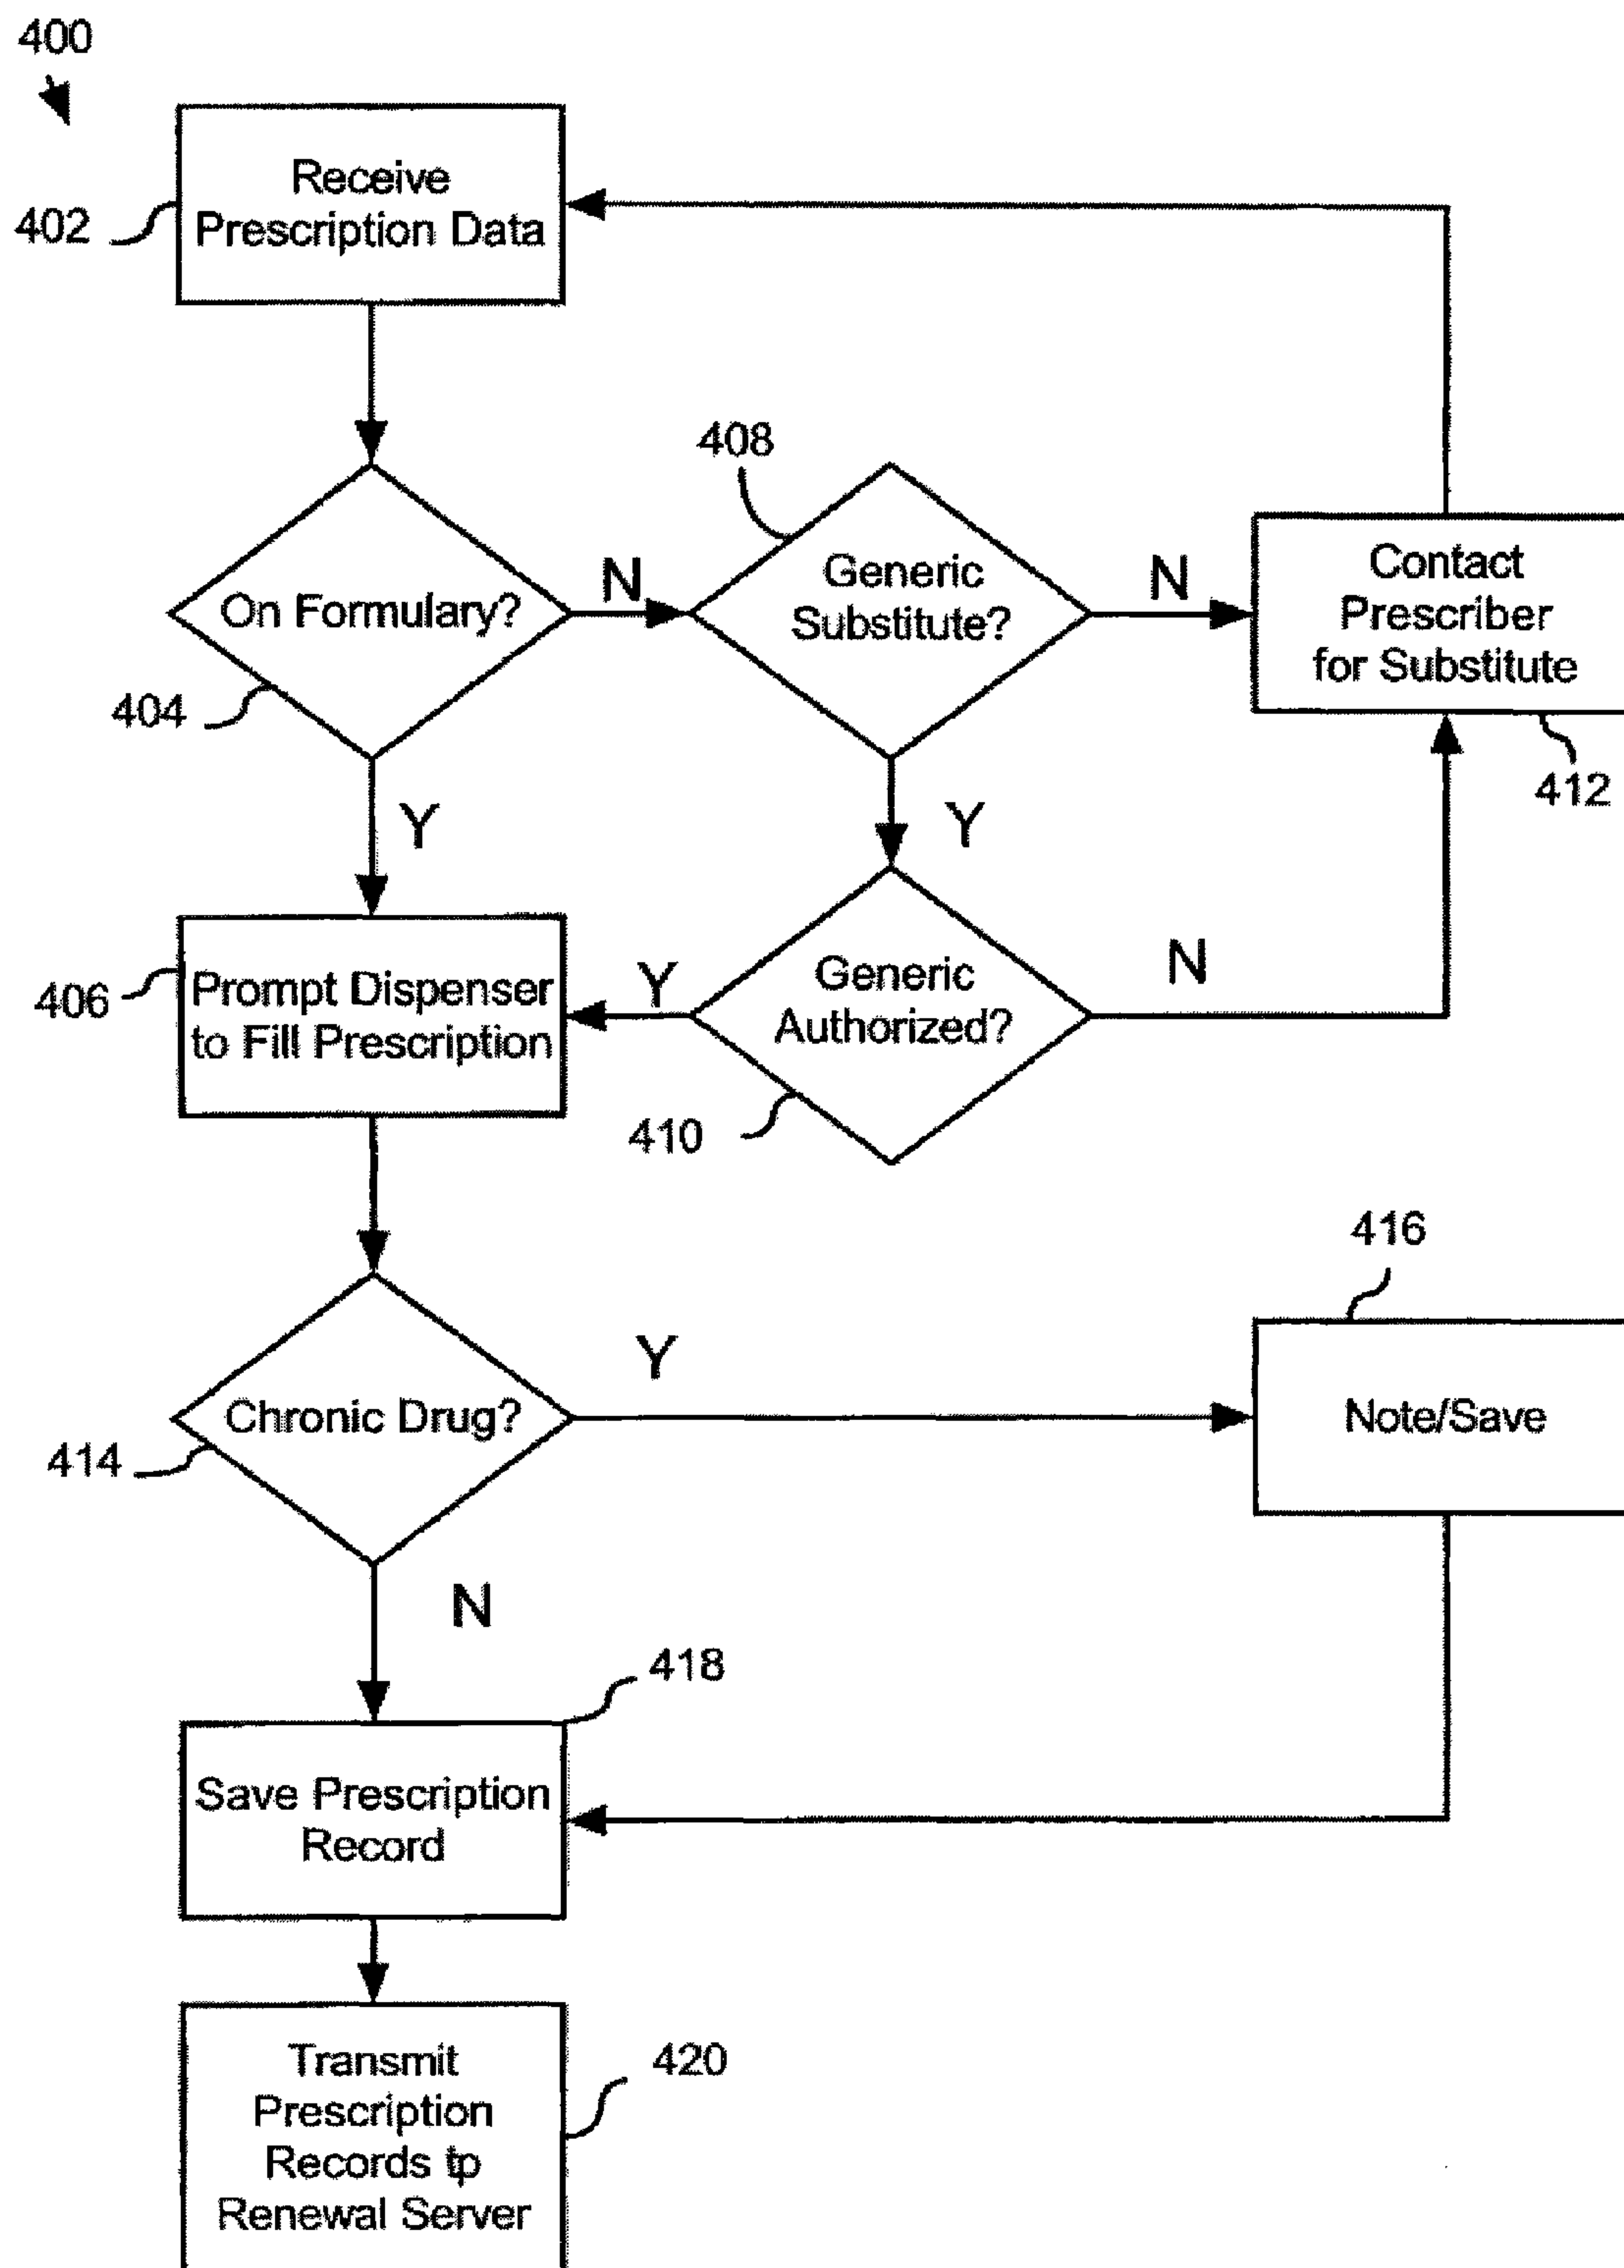 400
Receive
Prescription Data
402
408
On Formulary?
N
Generic
Substitute?
N
Contact
Prescriber
for Substitute
404
412
Y
Y
Prompt Dispenser
to Fill Prescription
406
Y
Generic
Authorized?
N
410
416
Chronic Drug?
Y
Note/Save
414
N
418
Save Prescription
Record
420
Transmit
Prescription
Records tp
Renewal Server